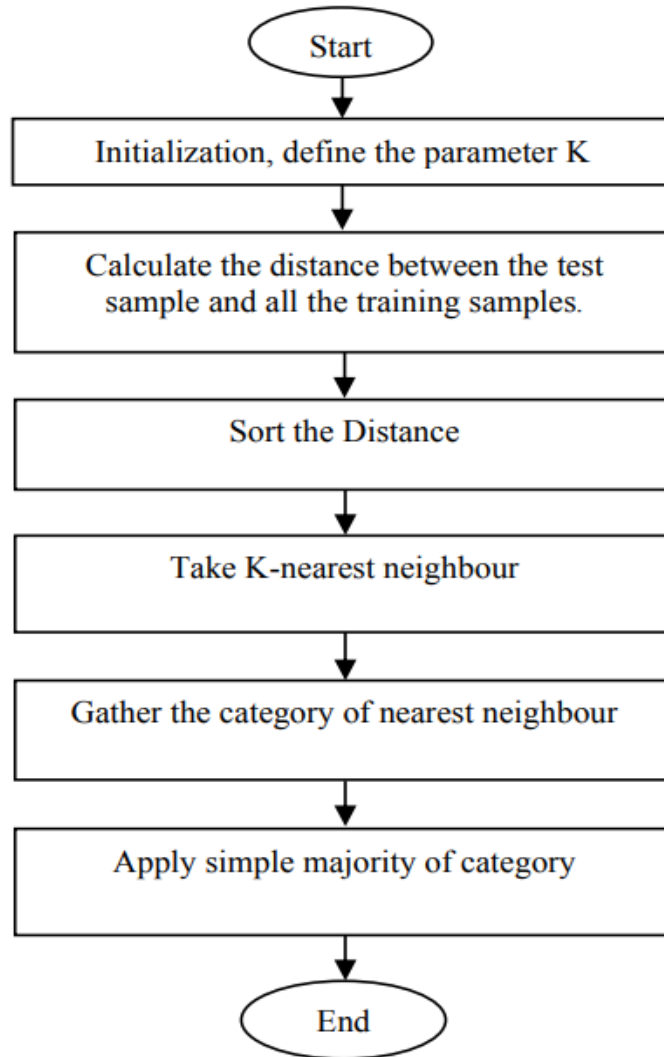 Start
Initialization, define the parameter K
Calculate the distance between the test
sample and all the training samples.
Sort the Distance
Take K-nearest neighbour
Gather the category of nearest neighbour
Apply simple majority of category
End